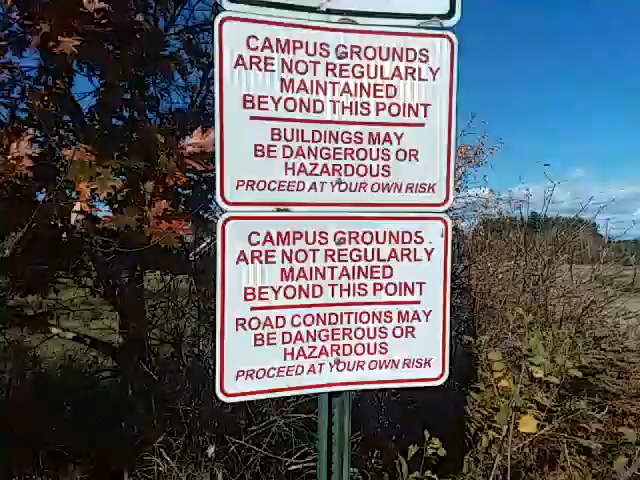 CAMPUS GROUNDS
ARE NOT REGULARLY
MAINTAINED
BEYOND THIS POINT
BUILDINGS MAY
BE DANGEROUS OR
HAZARDOUS
PROCEED AT YOUR OWN RISK
CAMPUS GROUNDS
ARE NOT REGULARLY
MAINTAINED
BEYOND THIS POINT
ROAD CONDITIONS MAY
BE DANGEROUS OR
HAZARDOUS
PROCEED AT YOUR OWN RISK